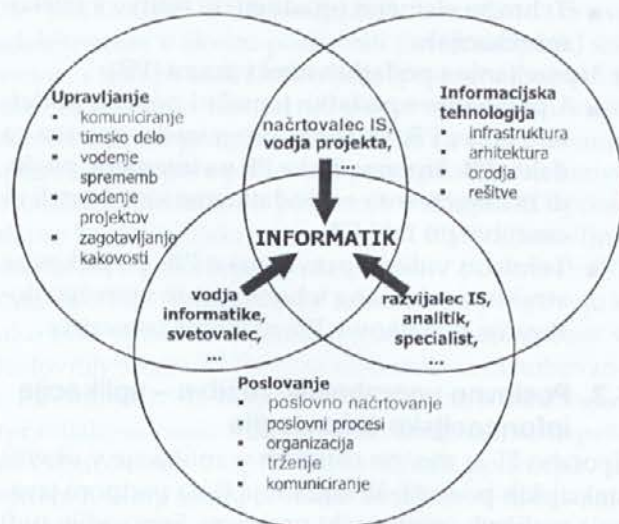 Upravljanje
• komuniciranje
• timsko delo
• vodenje
sprememb
• vodenje
projektov
• zagotavljanje
kakovosti
načrtovalec IS,
vodja projekta,
...
Informacijska
tehnologija
• infrastruktura
• arhitektura
• orodja
• rešitve
INFORMATIK
vodja
informatike,
svetovalec,
...
razvijalec IS,
analitik,
specialist,
...
Poslovanje
• poslovno načrtovanje
• poslovni procesi
• organizacija
• trženje
• komuniciranje